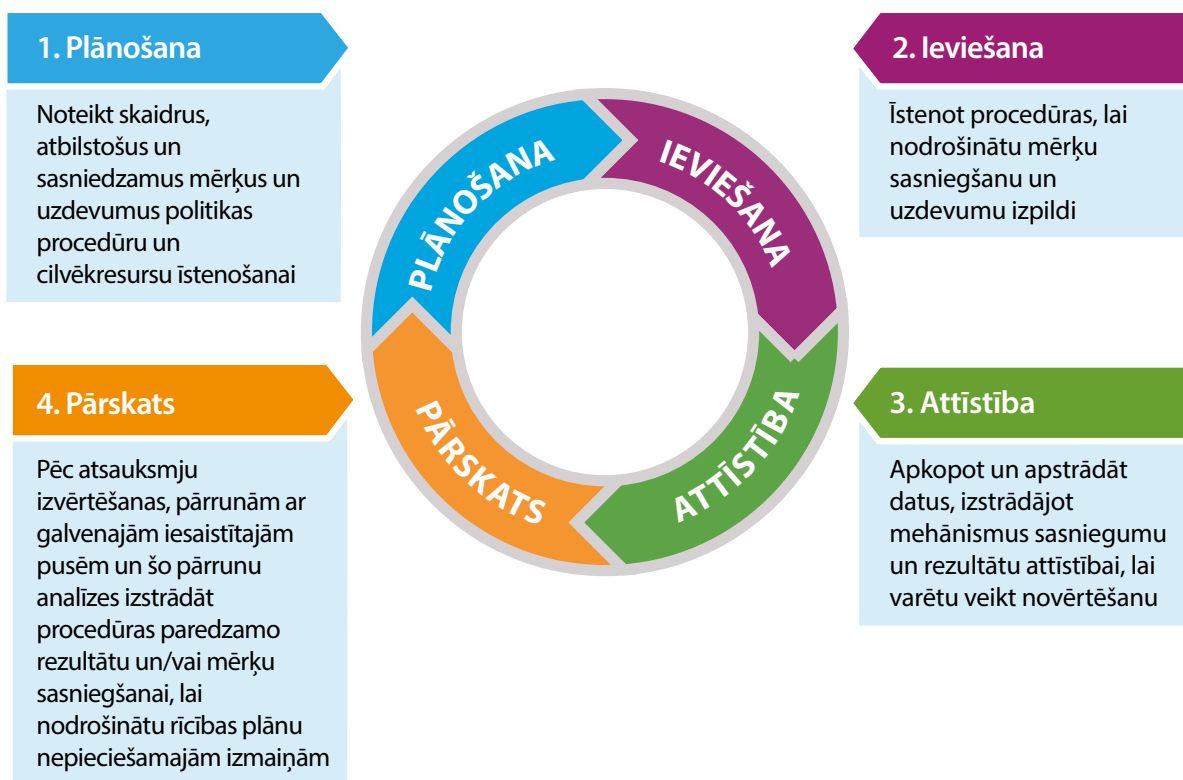 1. Plānošana
Noteikt skaidrus,
atbilstošus un
sasniedzamus mērķus un
uzdevumus politikas
procedūru un
cilvēkresursu īstenošanai
2. Ieviešana
Īstenot procedūras, lai
nodrošinātu mērķu
sasniegšanu un
uzdevumu izpildi
PLĀNOŠANA
IEVIEŠANA
ATTĪSTĪBA
PĀRSKATS
3. Attīstība
Apkopot un apstrādāt
datus, izstrādājot
mehānismus sasniegumu
un rezultātu attīstībai, lai
varētu veikt novērtēšanu
4. Pārskats
Pēc atsauksmju
izvērtēšanas, pārrunām ar
galvenajām iesaistītajām
pusēm un šo pārrunu
analīzes izstrādāt
procedūras paredzamo
rezultātu un/vai mērķu
sasniegšanai, lai
nodrošinātu rīcības plānu
nepieciešamajām izmaiņām